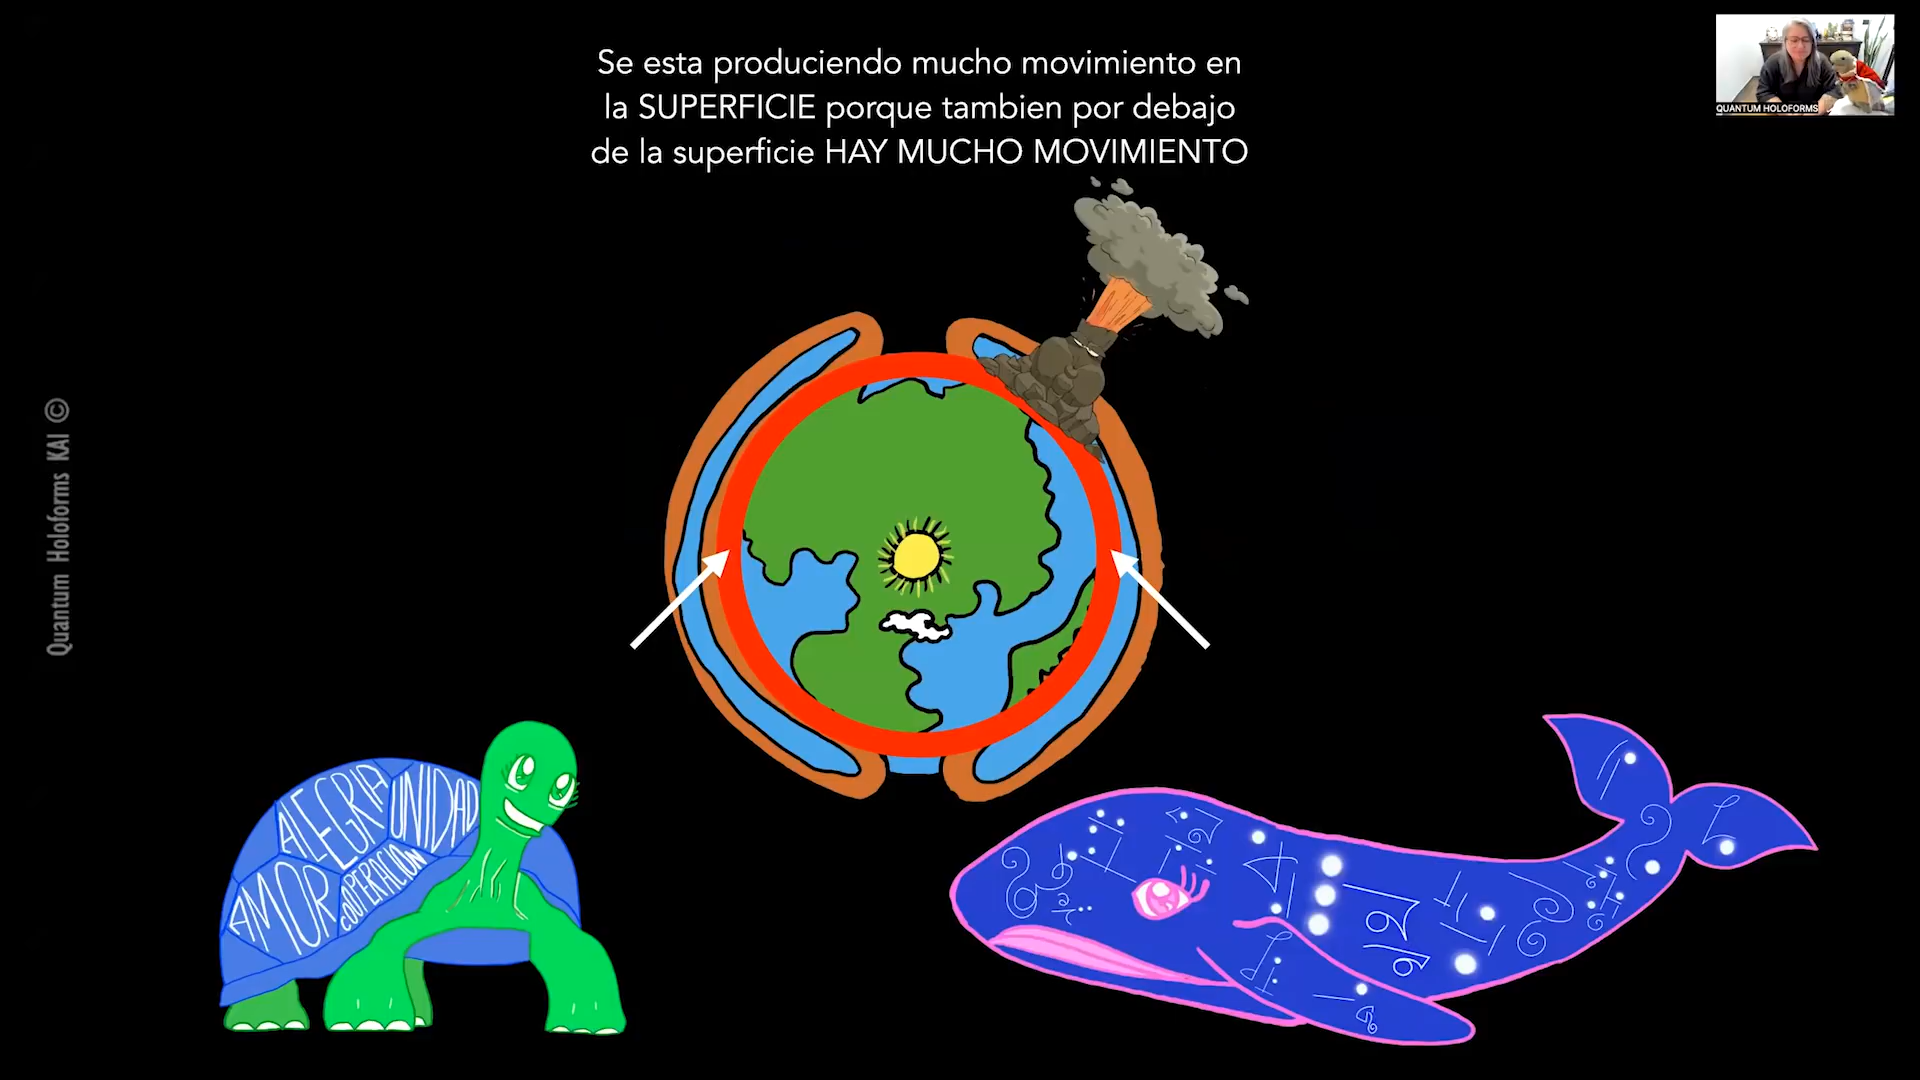 Se esta produciendo mucho movimiento en
la SUPERFICIE porque tambien por debajo
de la superficie HAY MUCHO MOVIMIENTO
QUANTUM HOLOFORMS
Quantum Holoforms KAI ©
ALEGRIA
UNIDAD
AMOR
COOPERACION